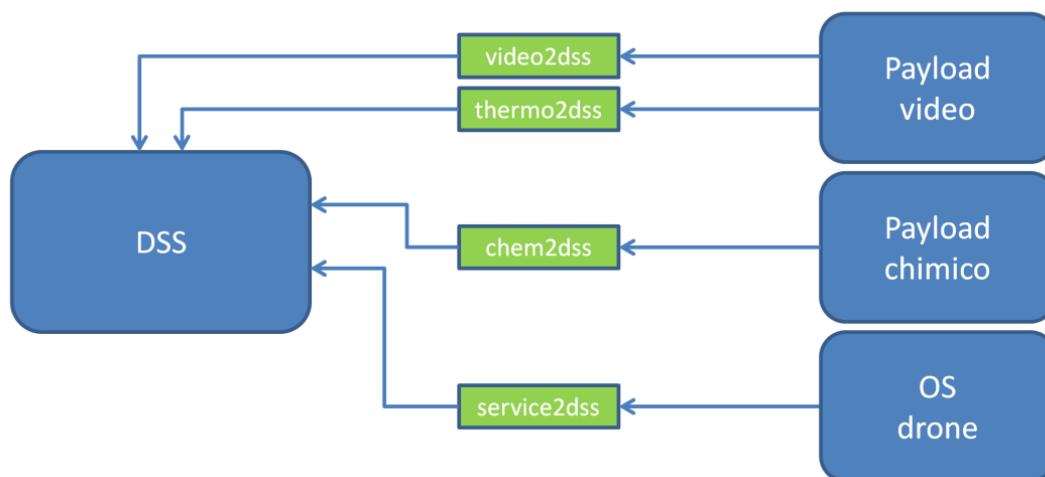 video2dss
thermo2dss
Payload
video
DSS
chem2dss
Payload
chimico
service2dss
OS
drone